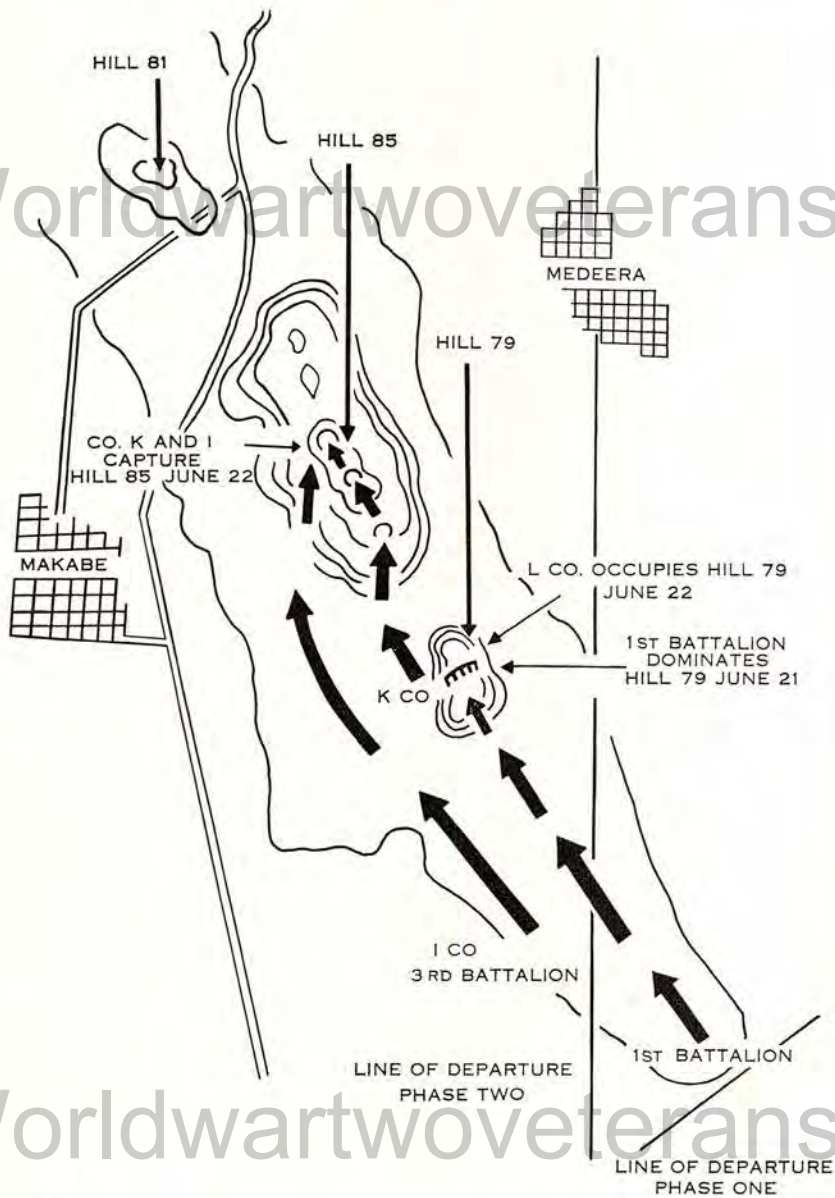 HILL 81
HILL 85
Worldwartwoveterans
MEDEERA
HILL 79
CO. K AND I
CAPTURE
HILL 85 JUNE 22
MAKABE
L CO. OCCUPIES HILL 79
JUNE 22
1ST BATTALION
DOMINATES
HILL 79 JUNE 21
K CO
I CO
3RD BATTALION
1ST BATTALION
LINE OF DEPARTURE
PHASE TWO
Worldwartwoveterans
LINE OF DEPARTURE
PHASE ONE